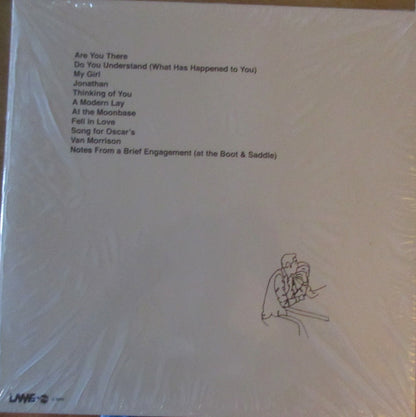 Are You There
Do You Understand (What Has Happened to You)
My Girl
Jonathan
Thinking of You
A Modern Lay
At the Moonbase
Fell in Love
Song for Oscar's
Van Morrison
Notes From a Brief Engagement (at the Boot & Saddle)